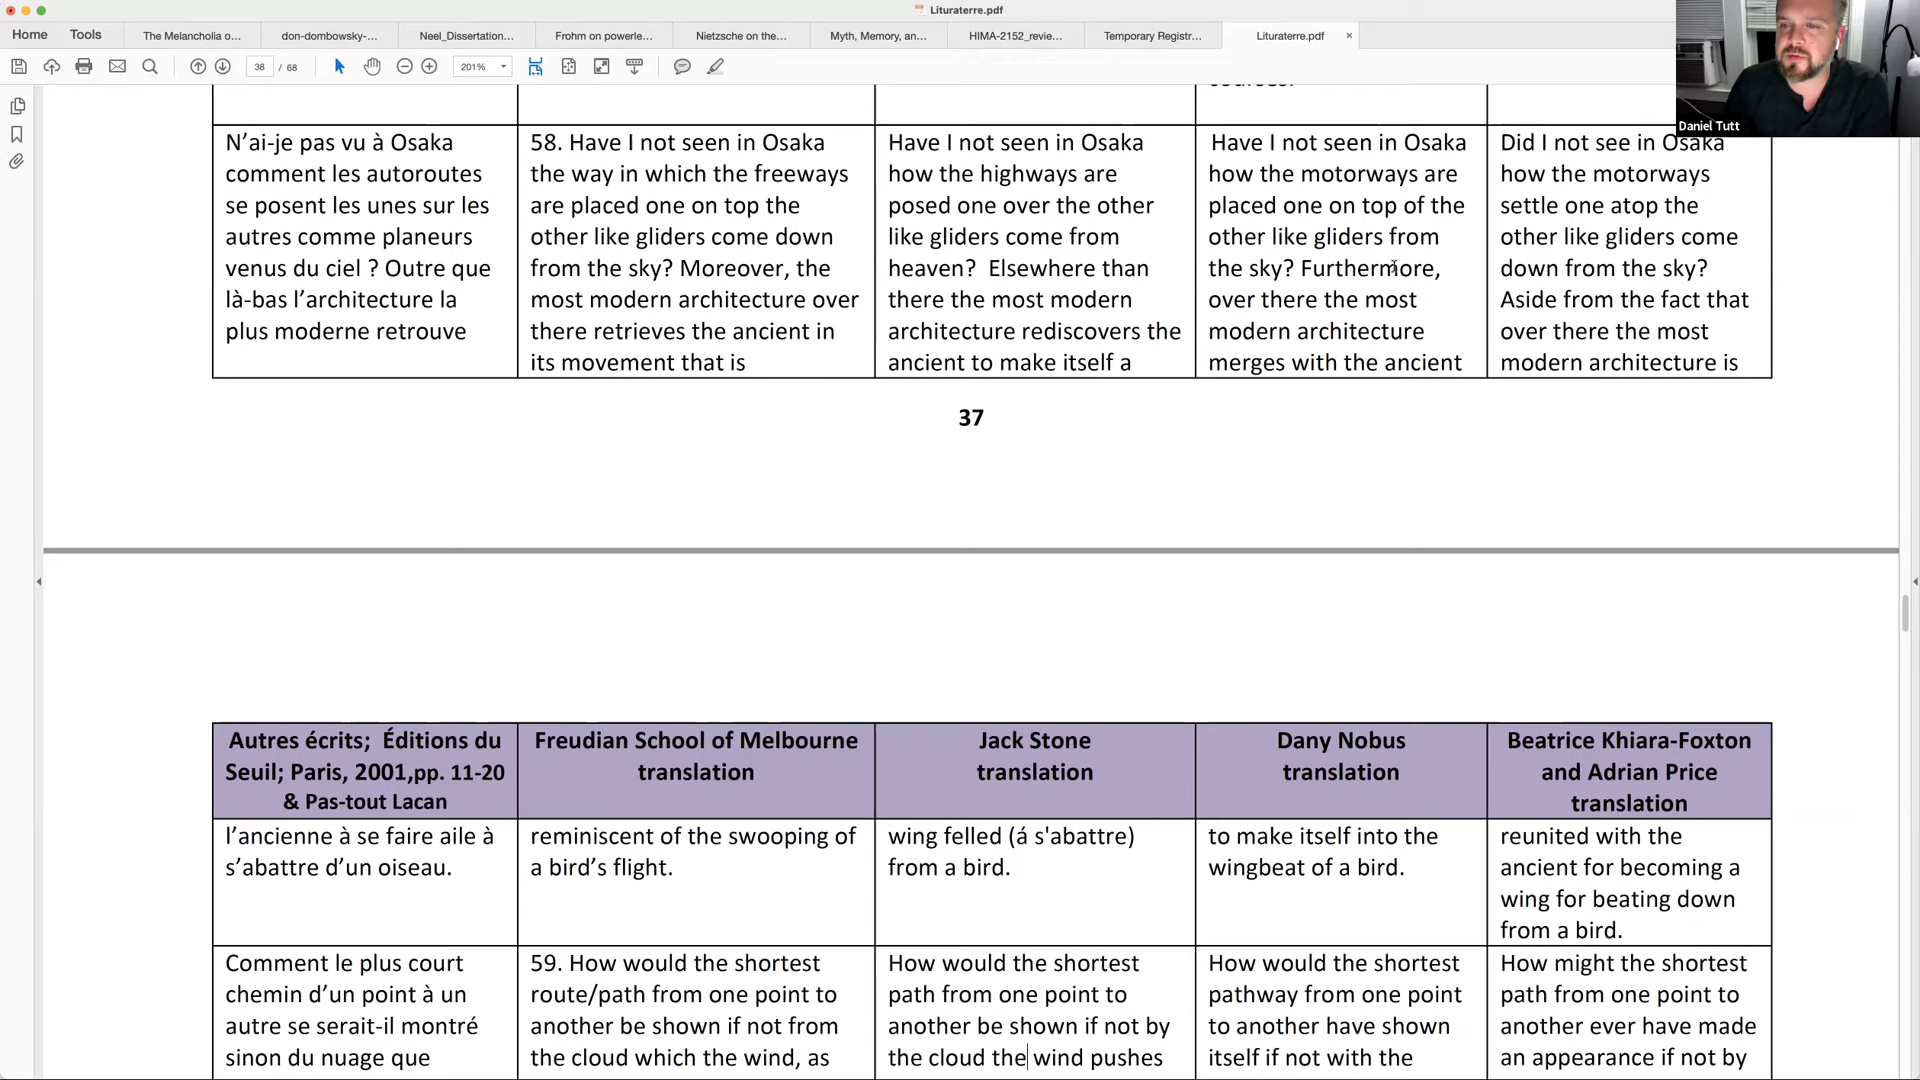 Lituraterre.pdf
Home
Tools
The Melancholia o...
don-dombowsky-...
Neel_Dissertation...
Frohm on powerle...
Nietzsche on the...
Myth, Memory, an...
HIMA-2152_revie...
Temporary Registr...
Lituraterre.pdf
38 / 68
201%
Daniel Tutt
N’ai-je pas vu à Osaka
comment les autoroutes
se posent les unes sur les
autres comme planeurs
venus du ciel ? Outre que
là-bas l’architecture la
plus moderne retrouve
58. Have I not seen in Osaka
the way in which the freeways
are placed one on top the
other like gliders come down
from the sky? Moreover, the
most modern architecture over
there retrieves the ancient in
its movement that is
Have I not seen in Osaka
how the highways are
posed one over the other
like gliders come from
heaven?  Elsewhere than
there the most modern
architecture rediscovers the
ancient to make itself a
Have I not seen in Osaka
how the motorways are
placed one on top of the
other like gliders from
the sky? Furthermore,
over there the most
modern architecture
merges with the ancient
Did I not see in Osaka
how the motorways
settle one atop the
other like gliders come
down from the sky?
Aside from the fact that
over there the most
modern architecture is
37
Autres écrits;  Éditions du
Seuil; Paris, 2001,pp. 11-20
& Pas-tout Lacan
Freudian School of Melbourne
translation
Jack Stone
translation
Dany Nobus
translation
Beatrice Khiara-Foxton
and Adrian Price
translation
l’ancienne à se faire aile à
s’abattre d’un oiseau.
reminiscent of the swooping of
a bird’s flight.
wing felled (á s'abattre)
from a bird.
to make itself into the
wingbeat of a bird.
reunited with the
ancient for becoming a
wing for beating down
from a bird.
Comment le plus court
chemin d’un point à un
autre se serait-il montré
sinon du nuage que
59. How would the shortest
route/path from one point to
another be shown if not from
the cloud which the wind, as
How would the shortest
path from one point to
another be shown if not by
the cloud the wind pushes
How would the shortest
pathway from one point
to another have shown
itself if not with the
How might the shortest
path from one point to
another ever have made
an appearance if not by